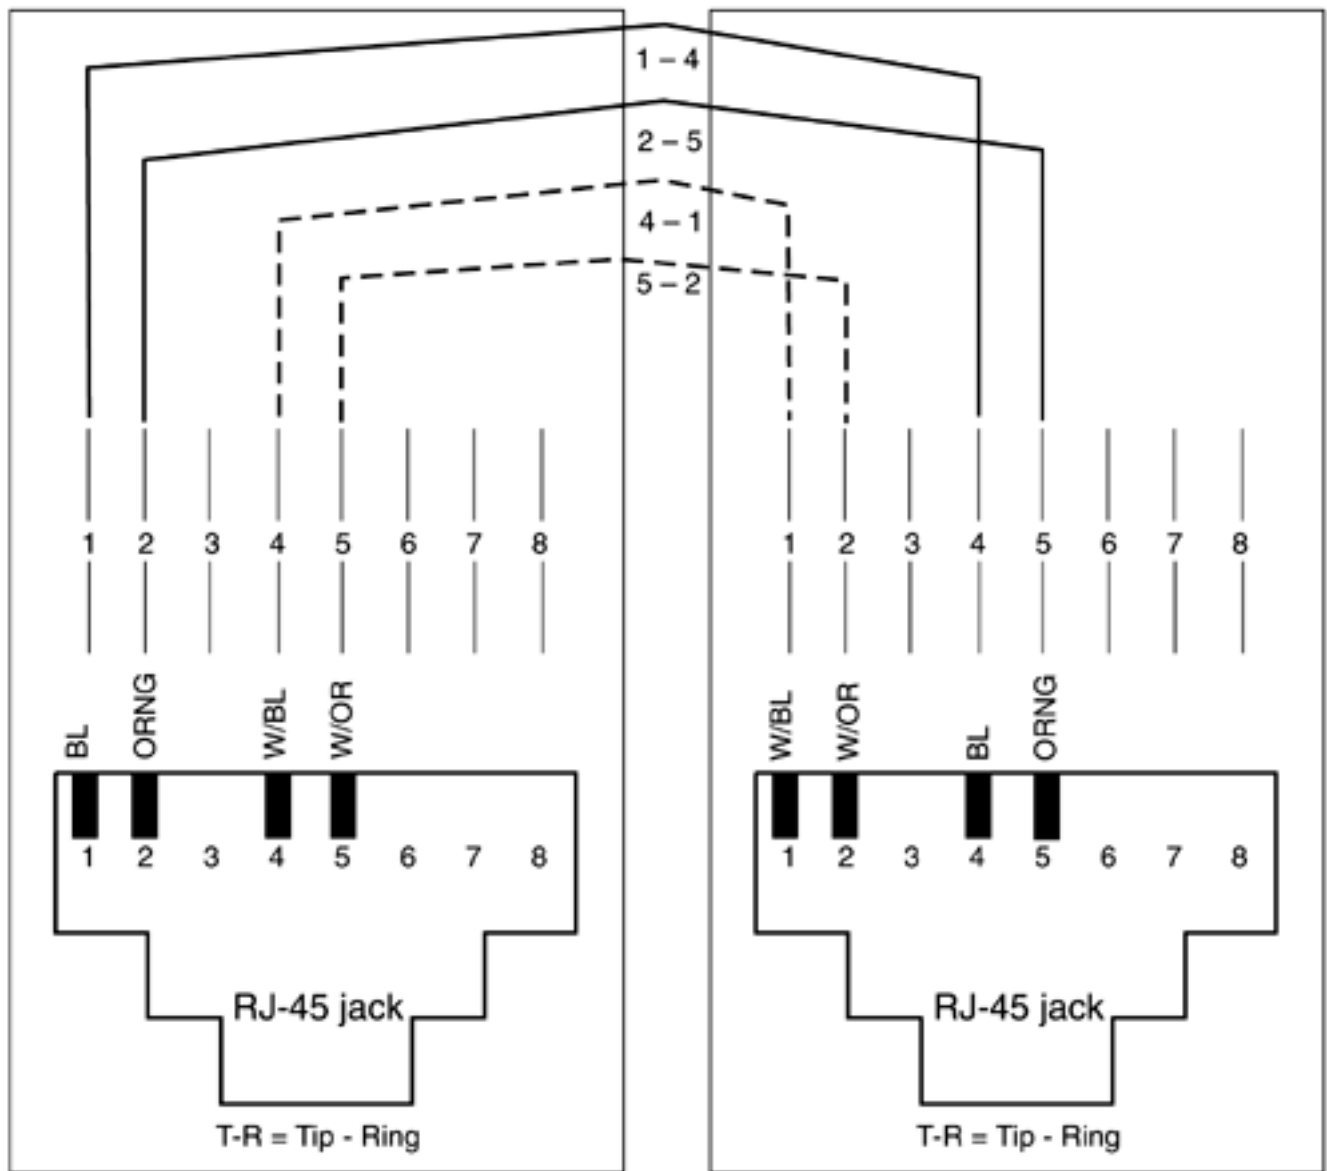 1 – 4
2 – 5
4 – 1
5 – 2
1 2 3 4 5 6 7 8
BL ORNG W/BL W/OR
1 2 3 4 5 6 7 8
RJ-45 jack
T-R = Tip - Ring
1 2 3 4 5 6 7 8
W/BL W/OR BL ORNG
1 2 3 4 5 6 7 8
RJ-45 jack
T-R = Tip - Ring